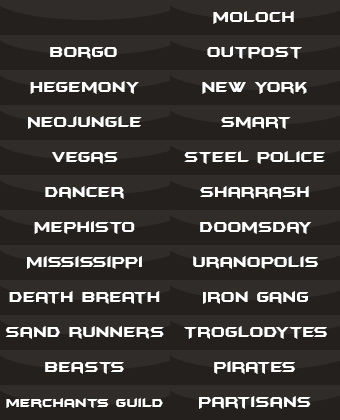 MOLOCH
BORGO OUTPOST
HEGEMONY NEW YORK
NEOJUNGLE SMART
VEGAS STEEL POLICE
DANCER SHARRASH
MEPHISTO DOOMSDAY
MISSISSIPPI URANOPOLIS
DEATH BREATH IRON GANG
SAND RUNNERS TROGLODYTES
BEASTS PIRATES
MERCHANTS GUILD PARTISANS